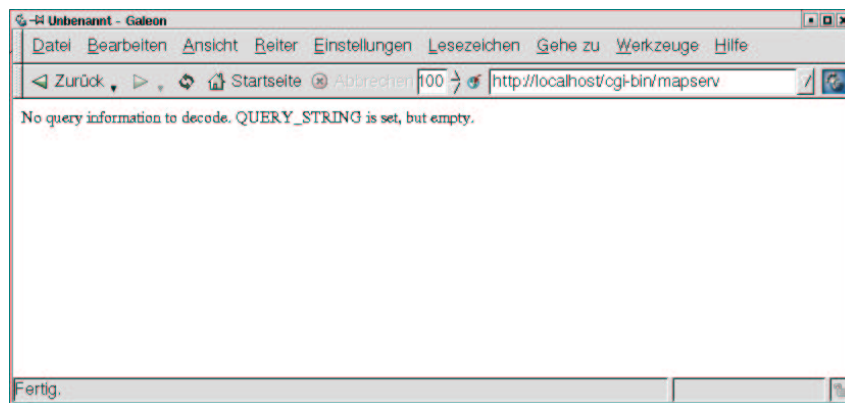 Unbenannt - Galeon
Datei Bearbeiten Ansicht Reiter Einstellungen Lesezeichen Gehe zu Werkzeuge Hilfe
Zurück Startseite Abbrechen 100 http://localhost/cgi-bin/mapserv
No query information to decode. QUERY_STRING is set, but empty.
Fertig.